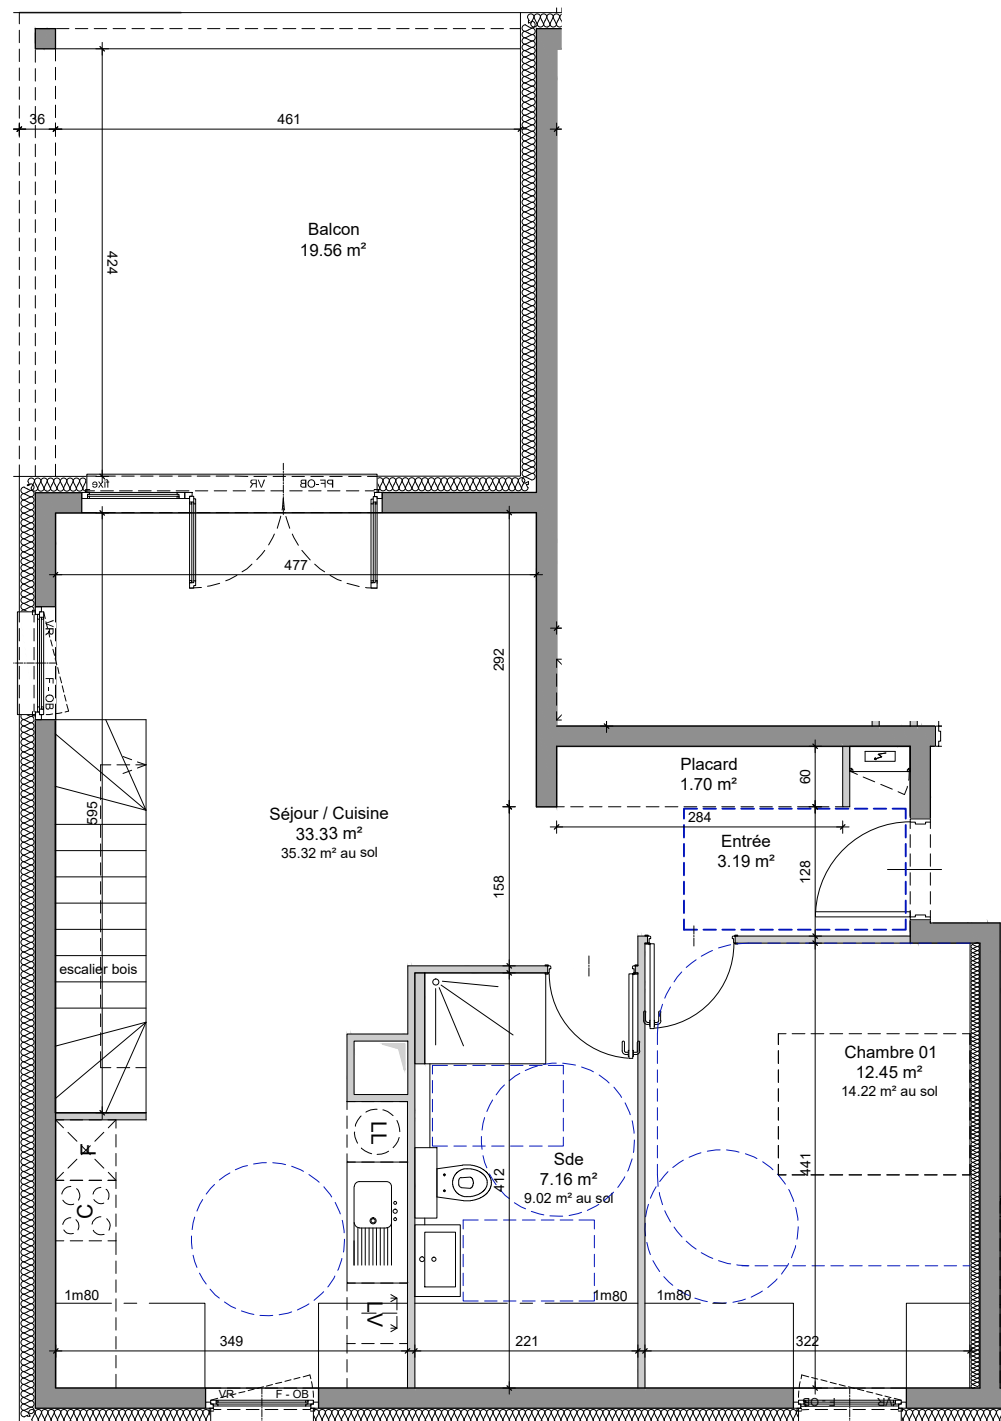 36
461
Balcon
19.56 m²
424
fixe
VR
PF-OB
477
VR
F - OB
292
Placard
1.70 m²
60
595
Séjour / Cuisine
33.33 m²
35.32 m² au sol
284
Entrée
3.19 m²
128
158
escalier bois
Chambre 01
12.45 m²
14.22 m² au sol
F
LL
C
Sde
7.16 m²
9.02 m² au sol
412
441
1m80
1m80
1m80
LV
349
221
322
VR
F - OB
F - OB
VR